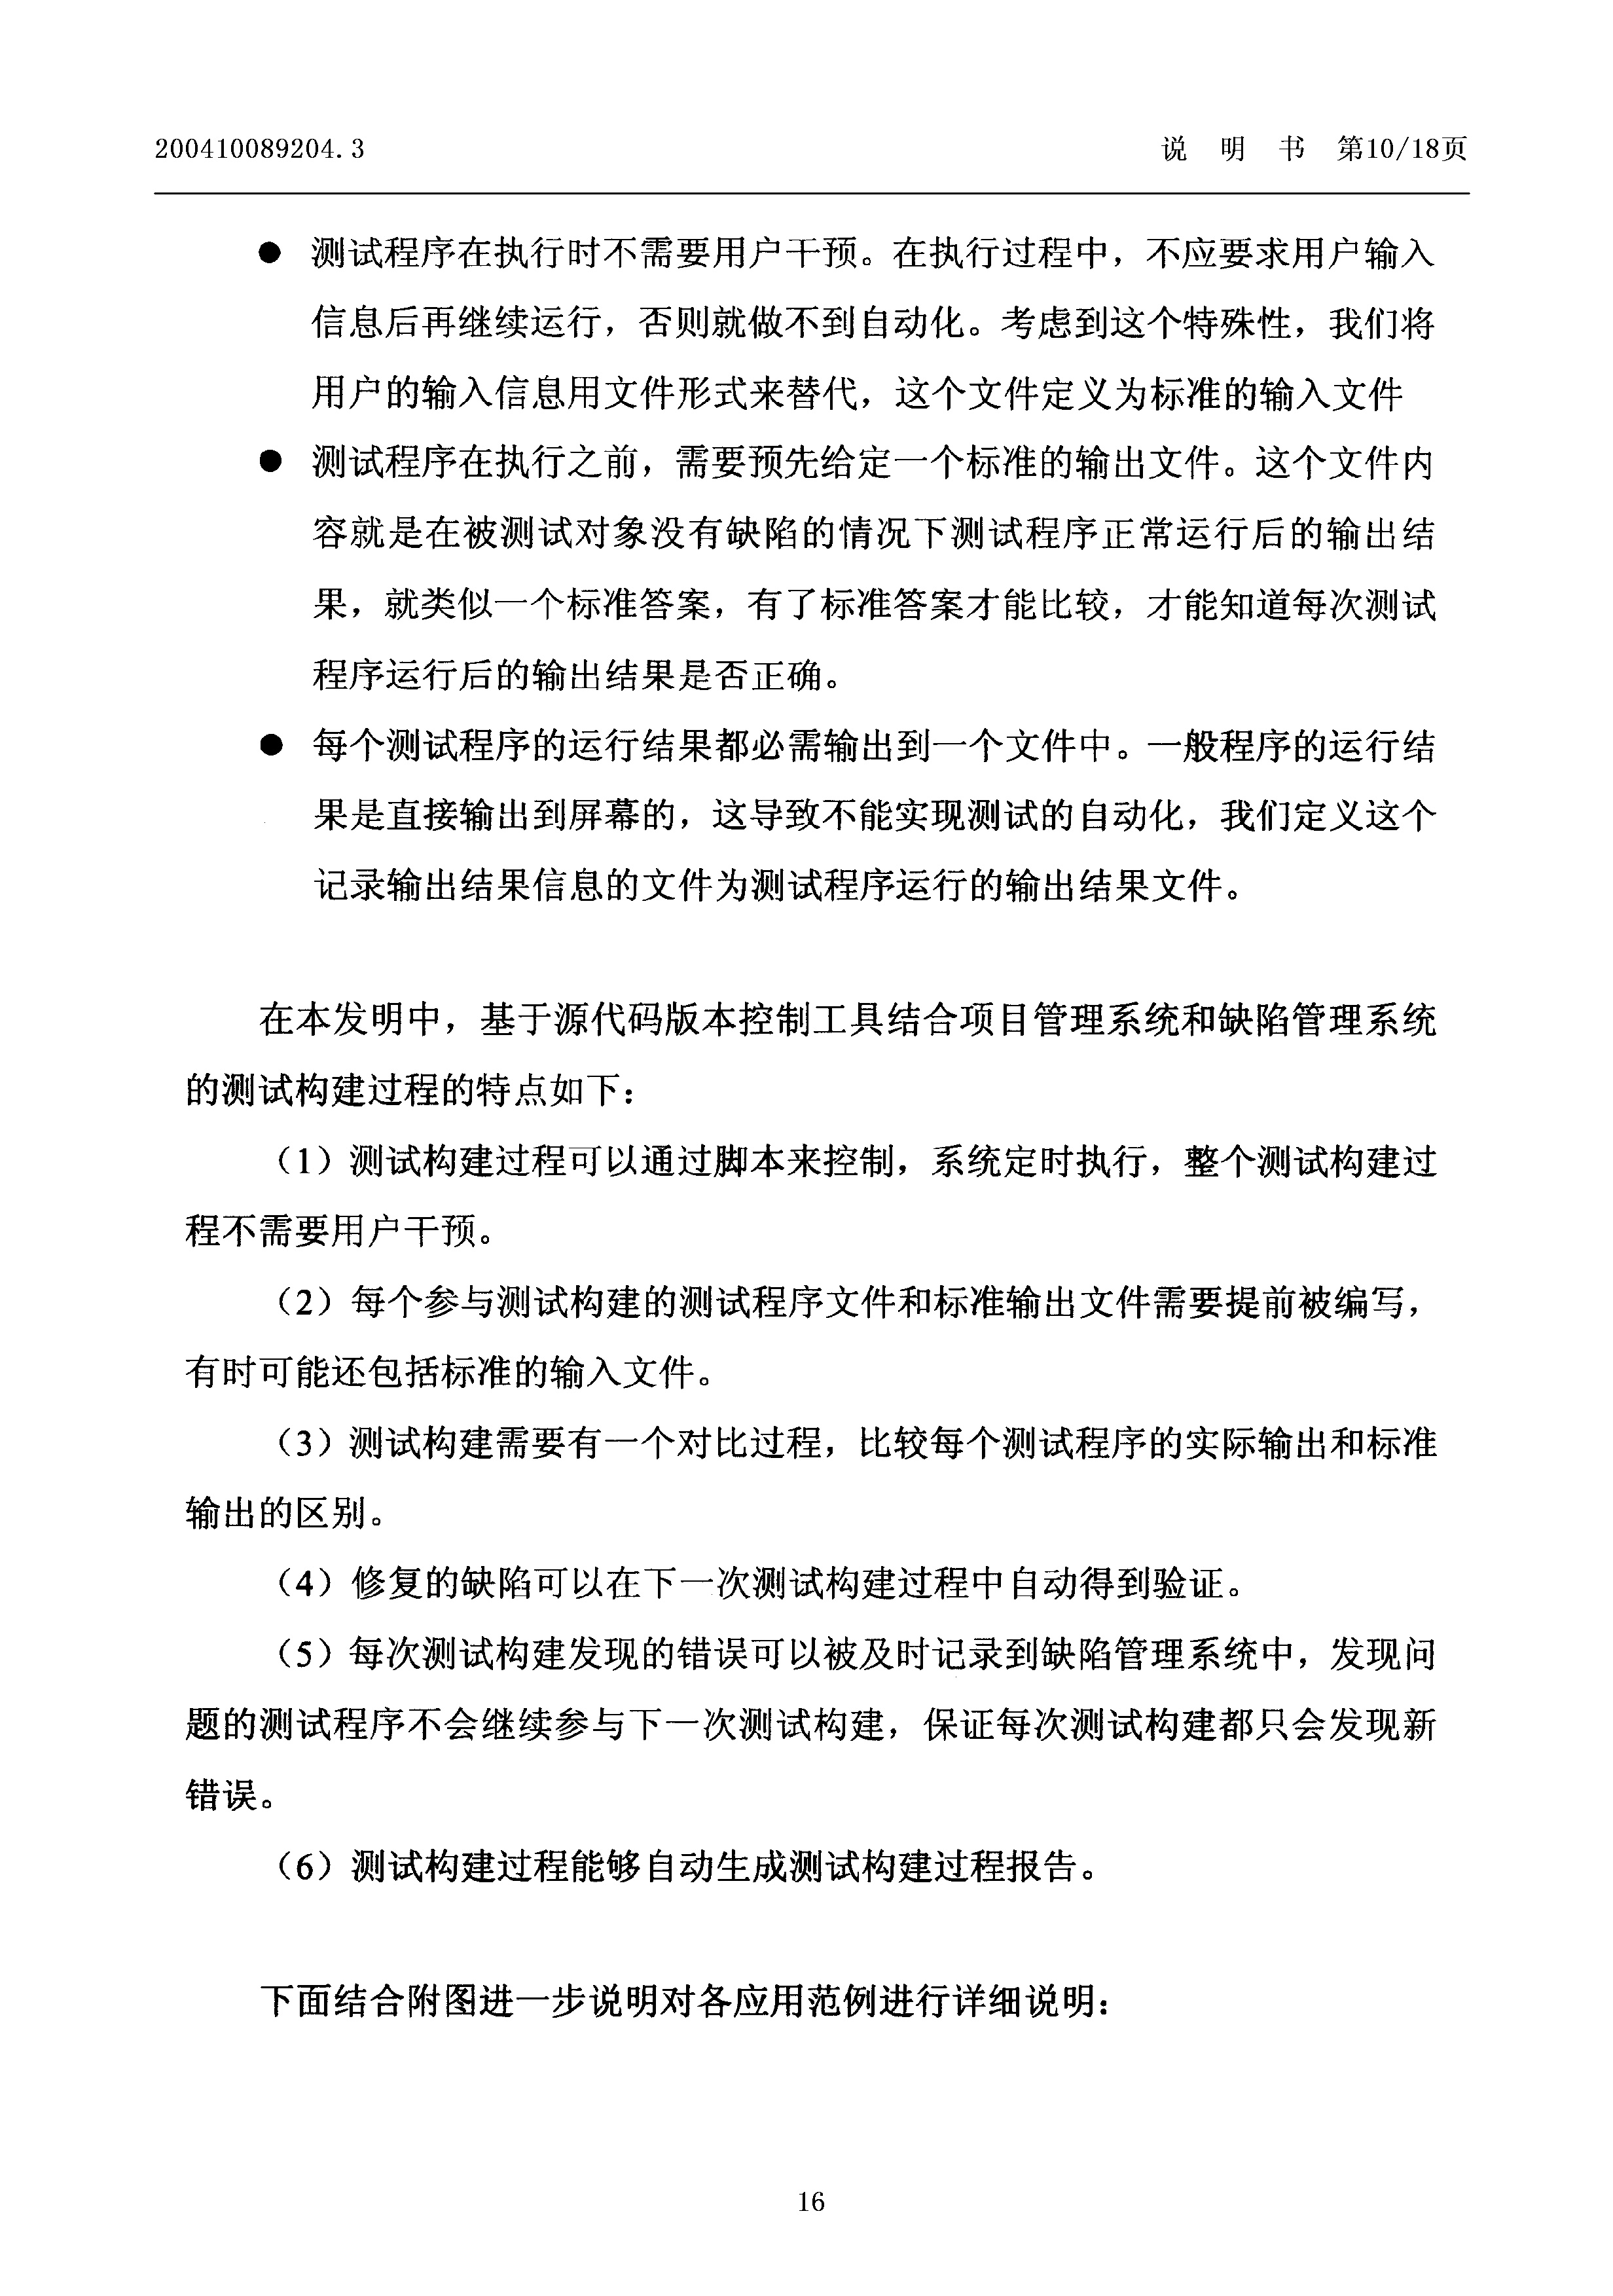 200410089204.3
说 明 书 第10/18页
● 测试程序在执行时不需要用户干预。在执行过程中，不应要求用户输入
信息后再继续运行，否则就做不到自动化。考虑到这个特殊性，我们将
用户的输入信息用文件形式来替代，这个文件定义为标准的输入文件
● 测试程序在执行之前，需要预先给定一个标准的输出文件。这个文件内
容就是在被测试对象没有缺陷的情况下测试程序正常运行后的输出结
果，就类似一个标准答案，有了标准答案才能比较，才能知道每次测试
程序运行后的输出结果是否正确。
● 每个测试程序的运行结果都必需输出到一个文件中。一般程序的运行结
果是直接输出到屏幕的，这导致不能实现测试的自动化，我们定义这个
记录输出结果信息的文件为测试程序运行的输出结果文件。
在本发明中，基于源代码版本控制工具结合项目管理系统和缺陷管理系统
的测试构建过程的特点如下：
（1）测试构建过程可以通过脚本来控制，系统定时执行，整个测试构建过
程不需要用户干预。
（2）每个参与测试构建的测试程序文件和标准输出文件需要提前被编写，
有时可能还包括标准的输入文件。
（3）测试构建需要有一个对比过程，比较每个测试程序的实际输出和标准
输出的区别。
（4）修复的缺陷可以在下一次测试构建过程中自动得到验证。
（5）每次测试构建发现的错误可以被及时记录到缺陷管理系统中，发现问
题的测试程序不会继续参与下一次测试构建，保证每次测试构建都只会发现新
错误。
（6）测试构建过程能够自动生成测试构建过程报告。
下面结合附图进一步说明对各应用范例进行详细说明：
16